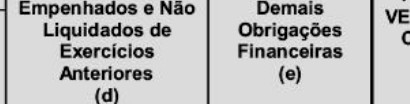 Empenhados e Não
Liquidados de
Exercícios
Anteriores
(d)
Demais
Obrigações
Financeiras
(e)